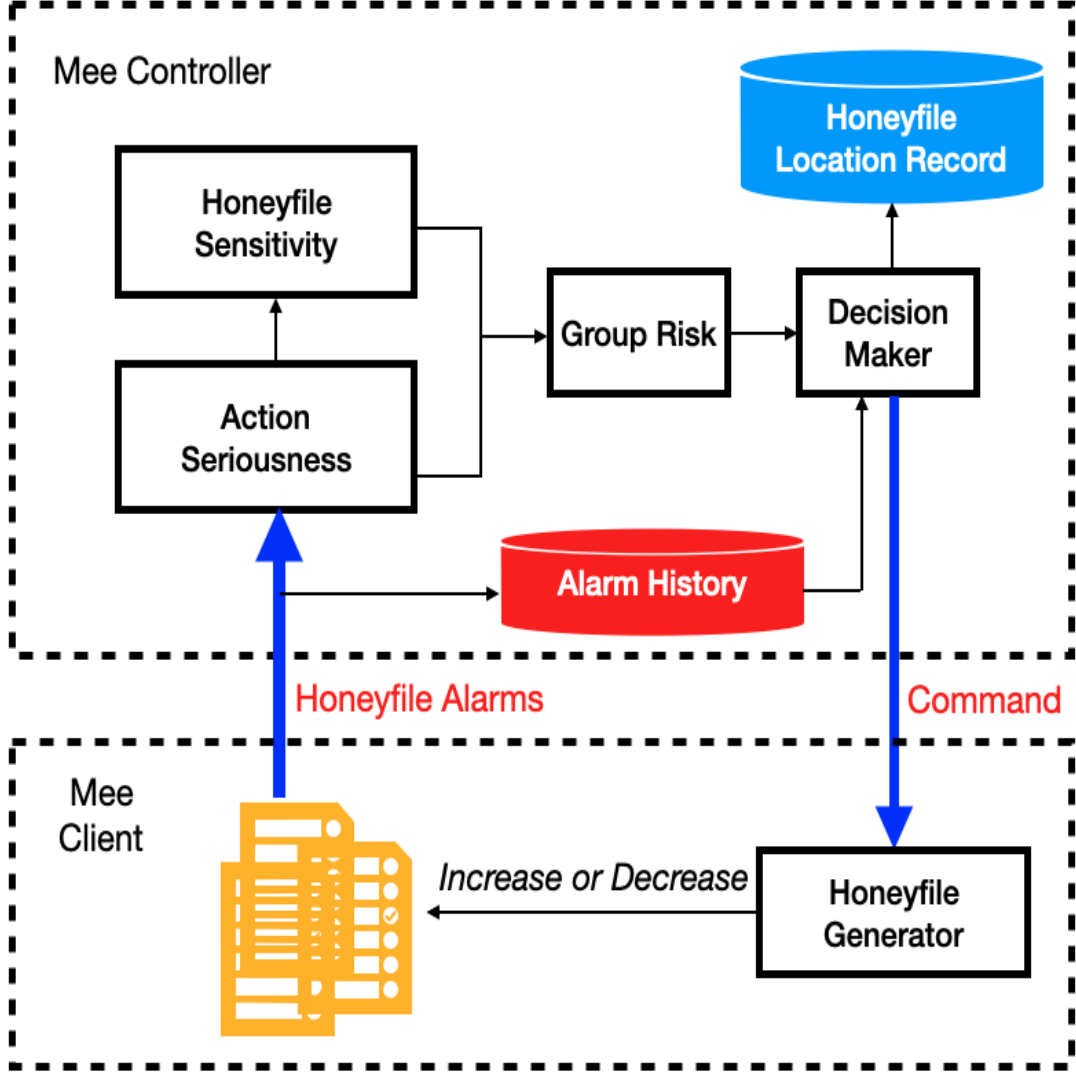 Mee Controller
Honeyfile
Location Record
Honeyfile
Sensitivity
Group Risk
Decision
Maker
Action
Seriousness
Alarm History
Honeyfile Alarms
Command
Mee
Client
Increase or Decrease
Honeyfile
Generator